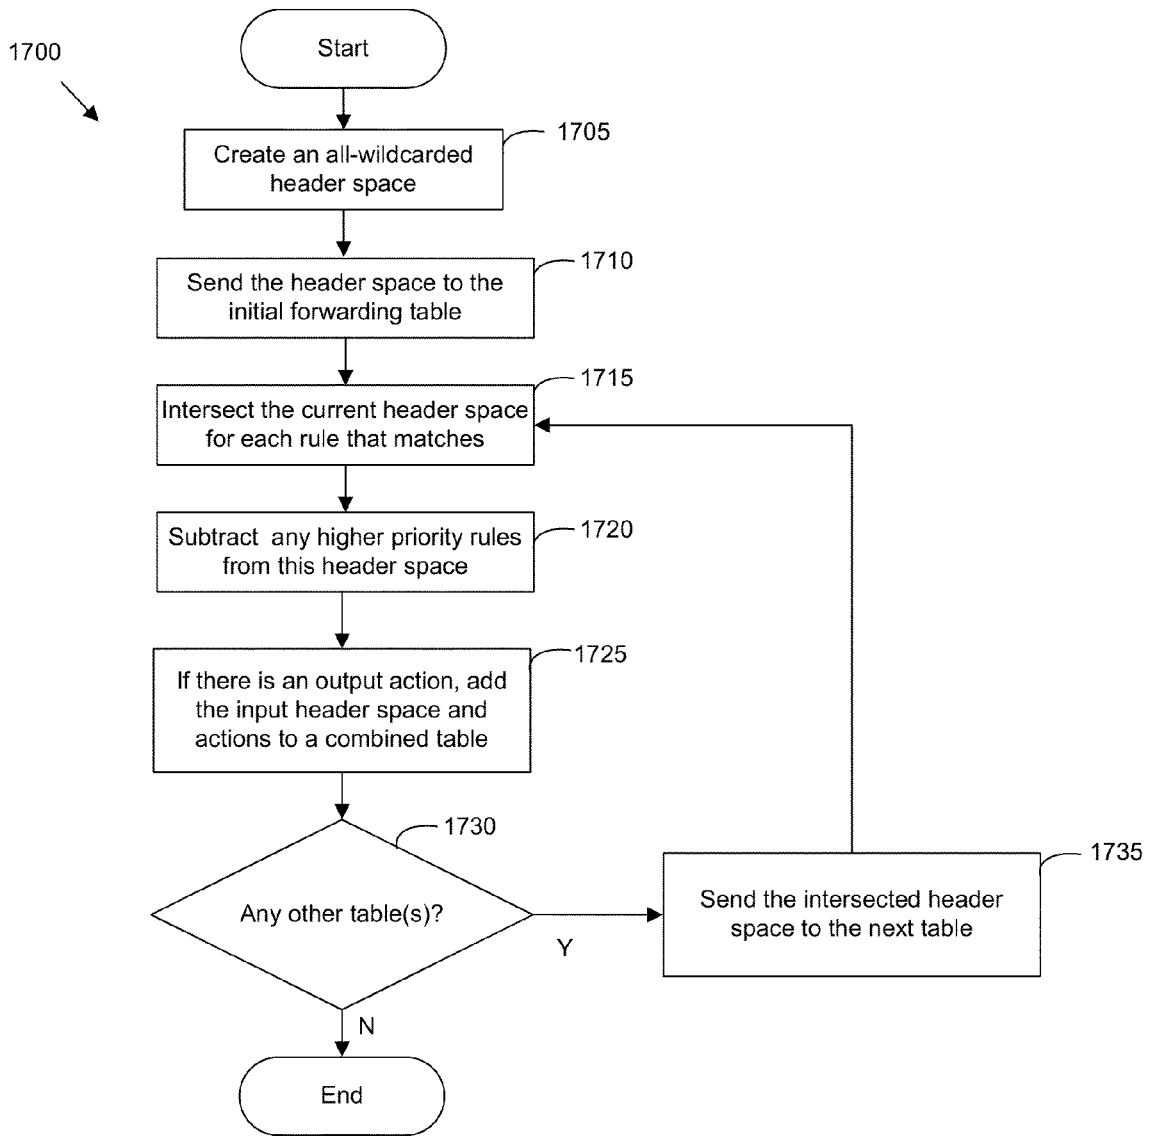 1700
Start
1705
Create an all-wildcarded
header space
1710
Send the header space to the
initial forwarding table
1715
Intersect the current header space
for each rule that matches
1720
Subtract any higher priority rules
from this header space
1725
If there is an output action, add
the input header space and
actions to a combined table
1730
Any other table(s)?
Y
1735
Send the intersected header
space to the next table
N
End